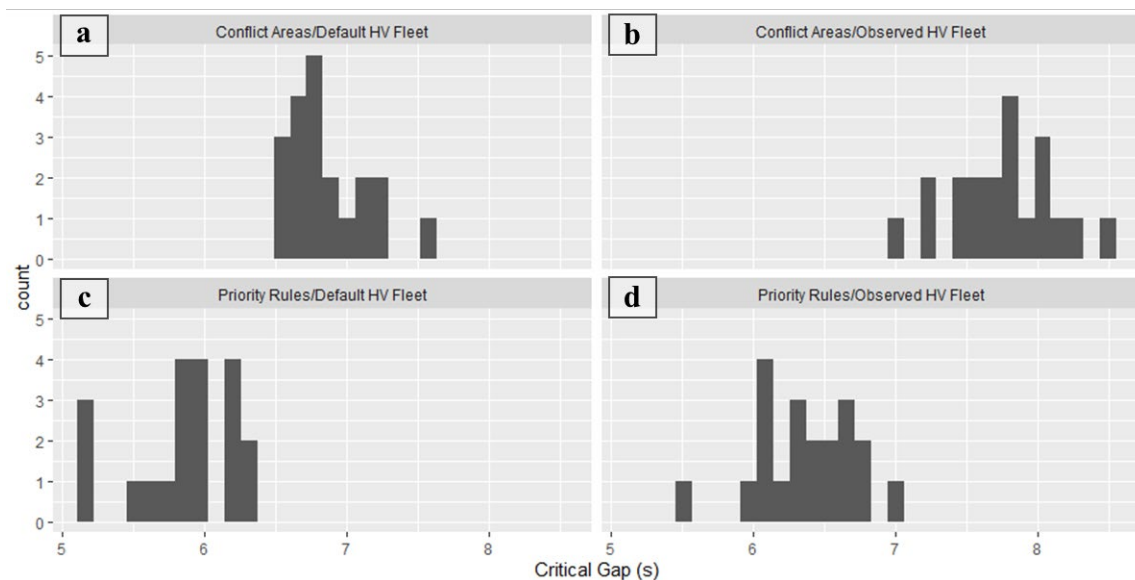 a
Conflict Areas/Default HV Fleet
b
Conflict Areas/Observed HV Fleet
5
4
3
2
1
0
c
Priority Rules/Default HV Fleet
d
Priority Rules/Observed HV Fleet
5
4
3
2
1
0
count
5 6 7 8
5 6 7 8
Critical Gap (s)